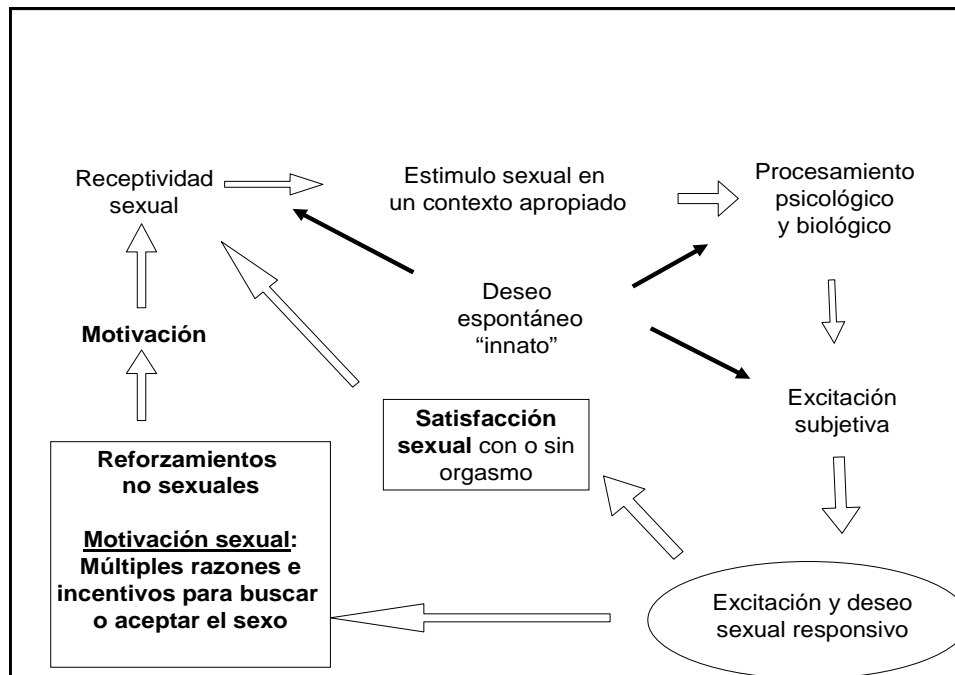 Receptividad
sexual
Estimulo sexual en
un contexto apropiado
Procesamiento
psicológico
y biológico
Deseo
espontáneo
“innato”
Motivación
Excitación
subjetiva
Satisfacción
sexual con o sin
orgasmo
Reforzamientos
no sexuales
Motivación sexual:
Múltiples razones e
incentivos para buscar
o aceptar el sexo
Excitación y deseo
sexual responsivo